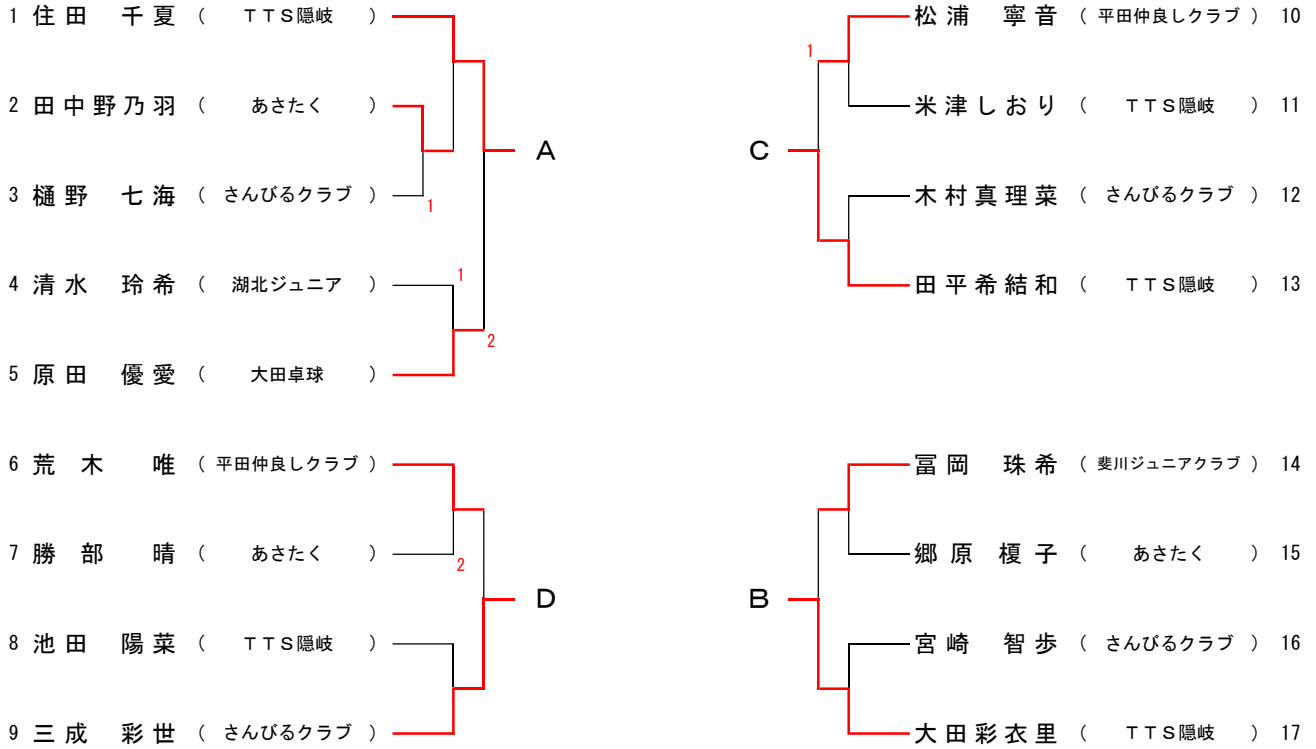 1 住田 千夏 （ ＴＴＳ隠岐 ）
2 田中野乃羽 （ あさたく ）
3 樋野 七海 （ さんびるクラブ ）
1
A
4 清水 玲希 （ 湖北ジュニア ）
1
2
5 原田 優愛 （ 大田卓球 ）
6 荒木 唯 （ 平田仲良しクラブ ）
7 勝部 晴 （ あさたく ）
2
D
8 池田 陽菜 （ ＴＴＳ隠岐 ）
9 三成 彩世 （ さんびるクラブ ）
松浦 寧音 （ 平田仲良しクラブ ） 10
1
米津しおり （ ＴＴＳ隠岐 ） 11
C
木村真理菜 （ さんびるクラブ ） 12
田平希結和 （ ＴＴＳ隠岐 ） 13
冨岡 珠希 （ 斐川ジュニアクラブ ） 14
郷原 榎子 （ あさたく ） 15
B
宮崎 智歩 （ さんびるクラブ ） 16
大田彩衣里 （ ＴＴＳ隠岐 ） 17